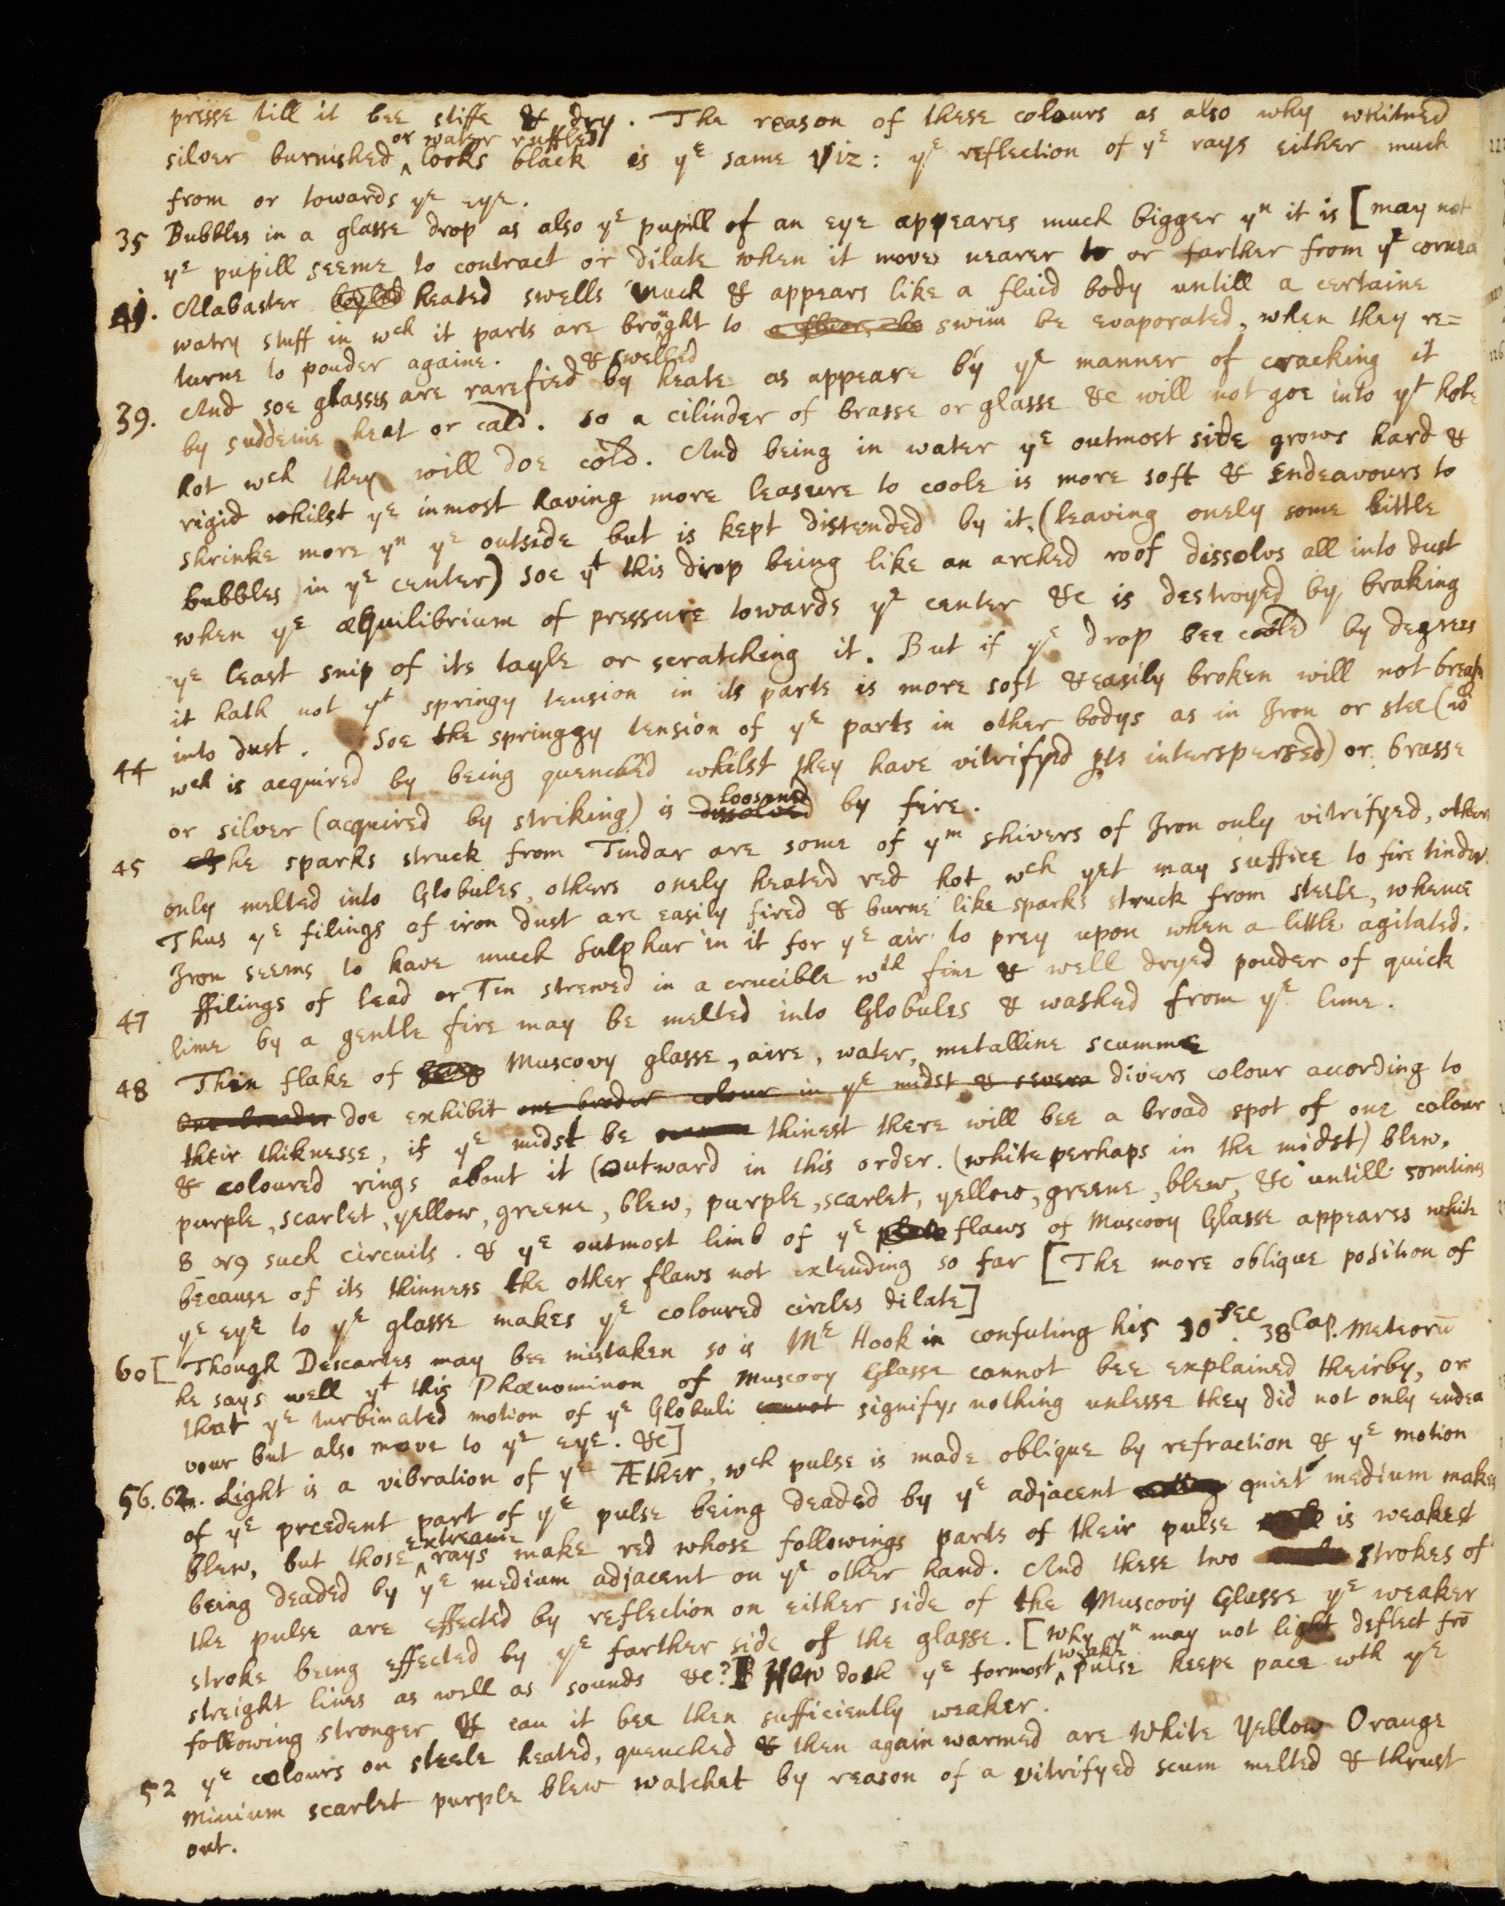 presse till it bee stiffe & dry. The reason of these colours as also why whitned
or water ruffled
silver burnished ^ looks black is yᵉ same viz: yᵉ reflection of yᵉ rays either much
from or towards yᵉ eye.
35 Bubbles in a glasse drop as also yᵉ pupill of an eye appeares much bigger yⁿ it is [may not
yᵉ pupill seeme to contract or dilate when it moves nearer to or farther from yᵉ cornea
41. Alabaster heated swells much & appears like a fluid body untill a certaine
watry stuff in wᶜʰ it parts are brought to swim be evaporated, when they re=
turne to pouder againe.
& swelled
39. And soe glasses are rarefied by heate as appeare by yᵉ manner of cracking it
by suddeine heat or cold. so a cilinder of brasse or glasse &c will not goe into yᵗ hole
hot wᶜʰ they will doe cold. And being in water yᵉ outmost side grows hard &
rigid whilst yᵉ inmost having more leasure to coole is more soft & Endeavours to
shrinke more yⁿ yᵉ outside but is kept distended by it, (leaving onely some little
bubbles in yᵉ center) soe yᵗ this drop being like an arched roof dissolvs all into dust
when yᵉ æquilibrium of pressure towards yᵉ center &c is destroyed by braking
yᵉ least snip of its tayle or scratching it. But if yᵉ drop bee coold by degrees
it hath not yᵗ springy tension in its parts is more soft & easily broken will not break
into dust. Soe the springgy tension of yᵉ parts in other bodys as in Iron or stee(
44 wᶜʰ is acquired by being quenched whilst they have vitrifyed pts interspersed) or brasse
loosened
or silver (acquired by striking) is dissolved by fire.
45 The sparks struck from Tindar are some of yᵐ shivers of Iron only vitrifyed, others
only melted into Globules, others onely heated red hot wᶜʰ yet may suffice to fire tinder.
Thus yᵉ filings of iron dust are easily fired & burne like sparks struck from steele, whence
Iron seems to have much Sulphur in it for yᵉ air to prey upon when a little agitated.
47 ffilings of lead or Tin strewed in a crucible wᵗʰ fine & well dryed pouder of quick
lime by a gentle fire may be melted into Globules & washed from yᵉ lime.
48 Thin flake of Muscovy glasse, aire, water, metalline scumme
doe exhibit one broder colour in yᵉ midst & severa divers colour according to
their thiknesse, if yᵉ midst be thinest there will bee a broad spot of one colour
& coloured rings about it (outward in this order. (white perhaps in the midst) blew,
purple, scarlet, yellow, greene, blew, purple, scarlet, yellow, greene, blew, &c untill somtimes
8 or 9 such circuits. & yᵉ outmost limb of yᵉ flaws of Muscovy Glasse appeares white
because of its thinness the other flaws not extending so far [The more oblique position of
yᵉ eye to yᵉ glasse makes yᵉ coloured circles dilate]
60 [Though Descartes may bee mistaken so is Mʳ Hook in confuting his 10ˢᵉᶜ. 38 Cap. Meteorū
he says well yᵗ this Phænominon of Muscovy Glasse cannot bee explained theirby, or
that yᵉ turbinated motion of yᵉ Globuli cannot signifys nothing unlesse they did not only endea
vour but also move to yᵉ eye. &c]
56. 62. Light is a vibration of yᵉ Æther, wᶜʰ pulse is made oblique by refraction & yᵉ motion
of yᵉ precedent part of yᵉ pulse being deaded by yᵉ adjacent quiet medium makes
extreame
blew, but those ^ rays make red whose followings parts of their pulse is weakest
being deaded by yᵉ medium adjacent on yᵉ other hand. And these two strokes of
the pulse are effected by reflection on either side of the Muscovy Glasse yᵉ weaker
stroke being effected by yᵉ farther side of the glasse. [Why yⁿ may not light deflect frō
weake
streight lines as well as sounds &c? How doth yᵉ formost ^ pulse keepe pace wth yᵉ
following stronger & can it bee then sufficiently weaker.
52 yᵉ colours on steele heated, quenched & then again warmed are White Yellow Orange
Minium scarlet purple blew watchet by reason of a vitrifyed scum melted & thrust
out.